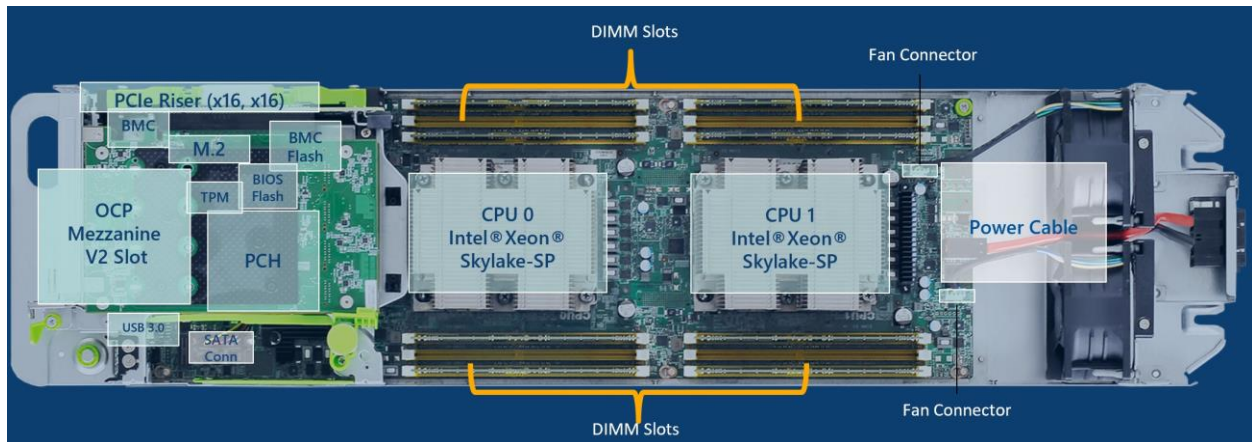 DIMM Slots
Fan Connector
PCIe Riser (x16, x16)
BMC
M.2
BMC
Flash
BIOS
Flash
TPM
OCP
Mezzanine
V2 Slot
PCH
CPU 0
Intel®Xeon®
Skylake-SP
CPU 1
Intel®Xeon®
Skylake-SP
Power Cable
USB 3.0
SATA
Conn
CPU0
CPU1
Fan Connector
DIMM Slots